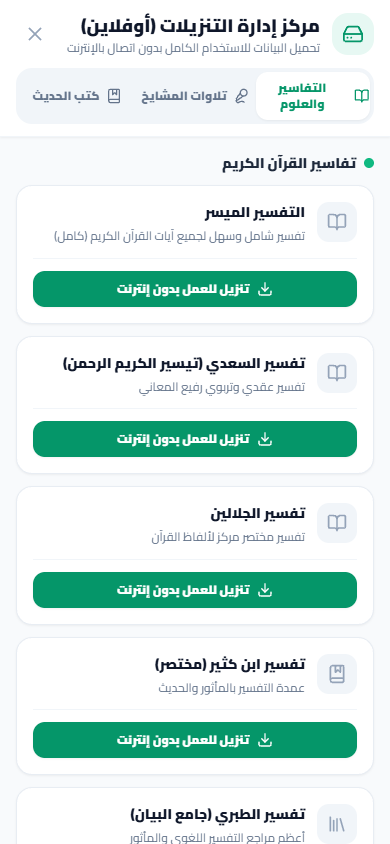 مركز إدارة التنزيلات (أوفلاين)
تحميل البيانات للاستخدام الكامل بدون اتصال بالإنترنت
التفاسير
والعلوم
تلاوات المشايخ
كتب الحديث
تفاسير القرآن الكريم
التفسير الميسر
تفسير شامل وسهل لجميع آيات القرآن الكريم (كامل)
تنزيل للعمل بدون إنترنت
تفسير السعدي (تيسير الكريم الرحمن)
تفسير عقدي وتربوي رفيع المعاني
تنزيل للعمل بدون إنترنت
تفسير الجلالين
تفسير مختصر مركز لألفاظ القرآن
تنزيل للعمل بدون إنترنت
تفسير ابن كثير (مختصر)
عمدة التفسير بالمأثور والحديث
تنزيل للعمل بدون إنترنت
تفسير الطبري (جامع البيان)
أعظم مراجع التفسير اللغوي والمأثور